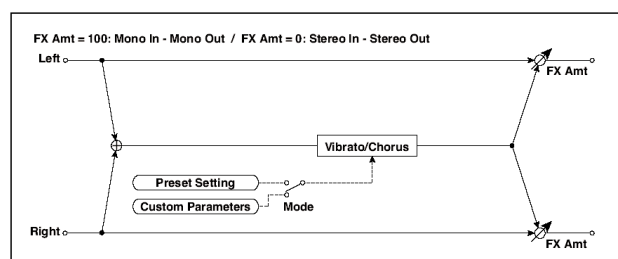 FX Amt = 100: Mono In - Mono Out / FX Amt = 0: Stereo In - Stereo Out
Left
FX Amt
Vibrato/Chorus
Preset Setting
Custom Parameters
Mode
Right
FX Amt